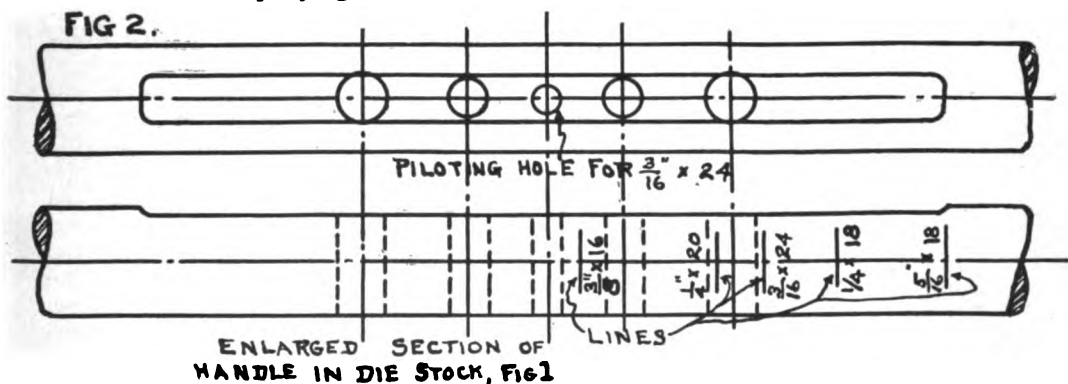 FIG 2.
PILOTING HOLE FOR 3/16" × 24
3/8" × 16
1/4" × 20
3/16 × 24
1/4 × 18
5/16" × 18
LINES
ENLARGED SECTION OF
HANDLE IN DIE STOCK, FIG 1